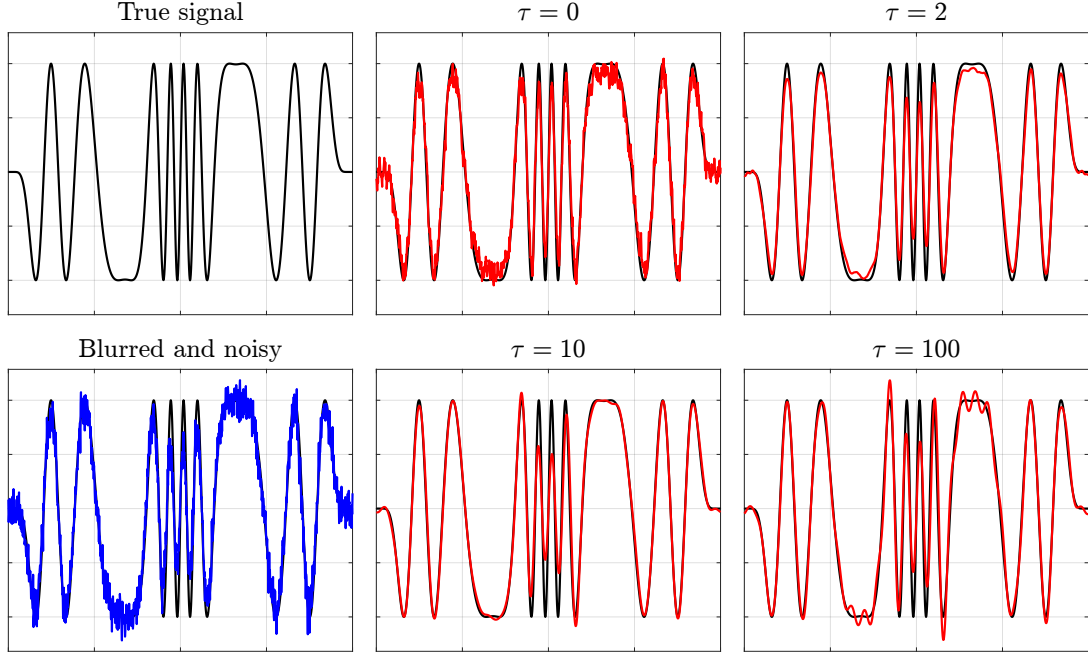 True signal
τ = 0
τ = 2
Blurred and noisy
τ = 10
τ = 100